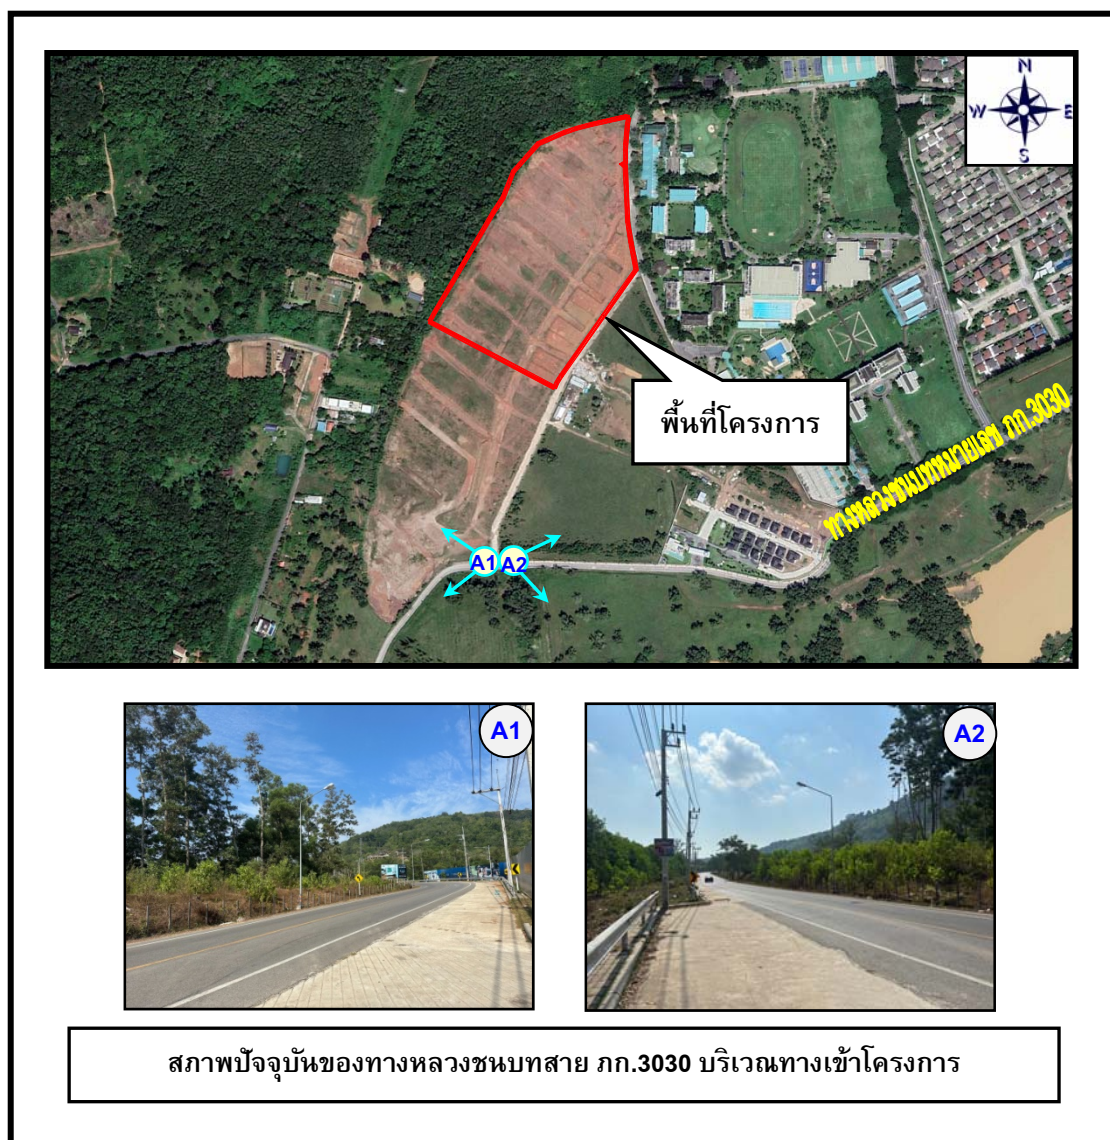 N
W E
S
พื้นที่โครงการ
ทางหลวงชนบทหมายเลข ภก.3030
A1 A2
A1
A2
สภาพปัจจุบันของทางหลวงชนบทสาย ภก.3030 บริเวณทางเข้าโครงการ